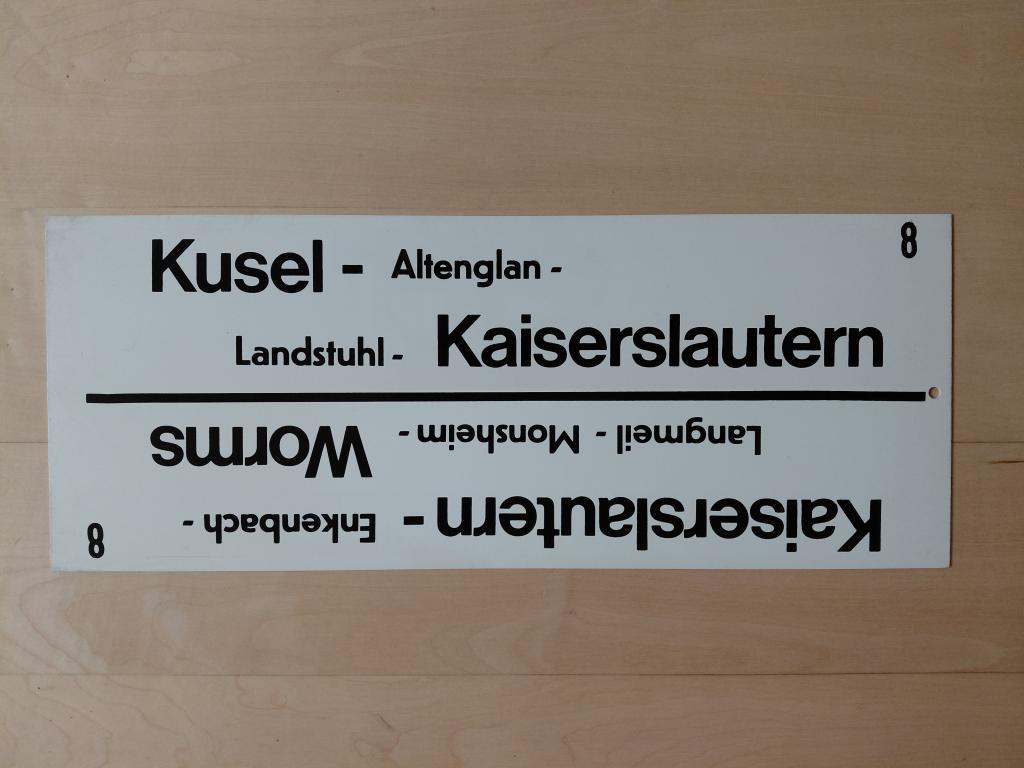 8
Kusel - Altenglan -
Landstuhl - Kaiserslautern
Kaiserslautern - Enkenbach -
Langmeil - Monsheim - Worms
8